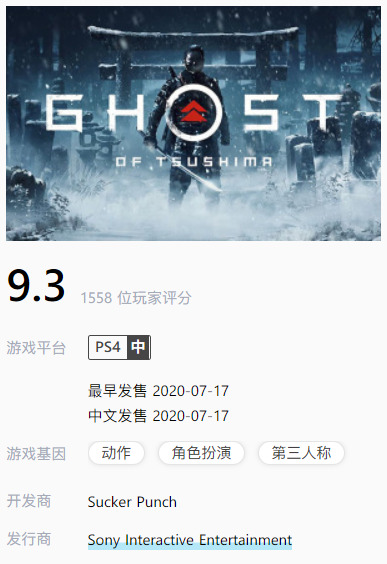 GHOST
OF TSUSHIMA
9.3 1558 位玩家评分
游戏平台 PS4 中
最早发售 2020-07-17
中文发售 2020-07-17
游戏基因 动作 角色扮演 第三人称
开发商 Sucker Punch
发行商 Sony Interactive Entertainment